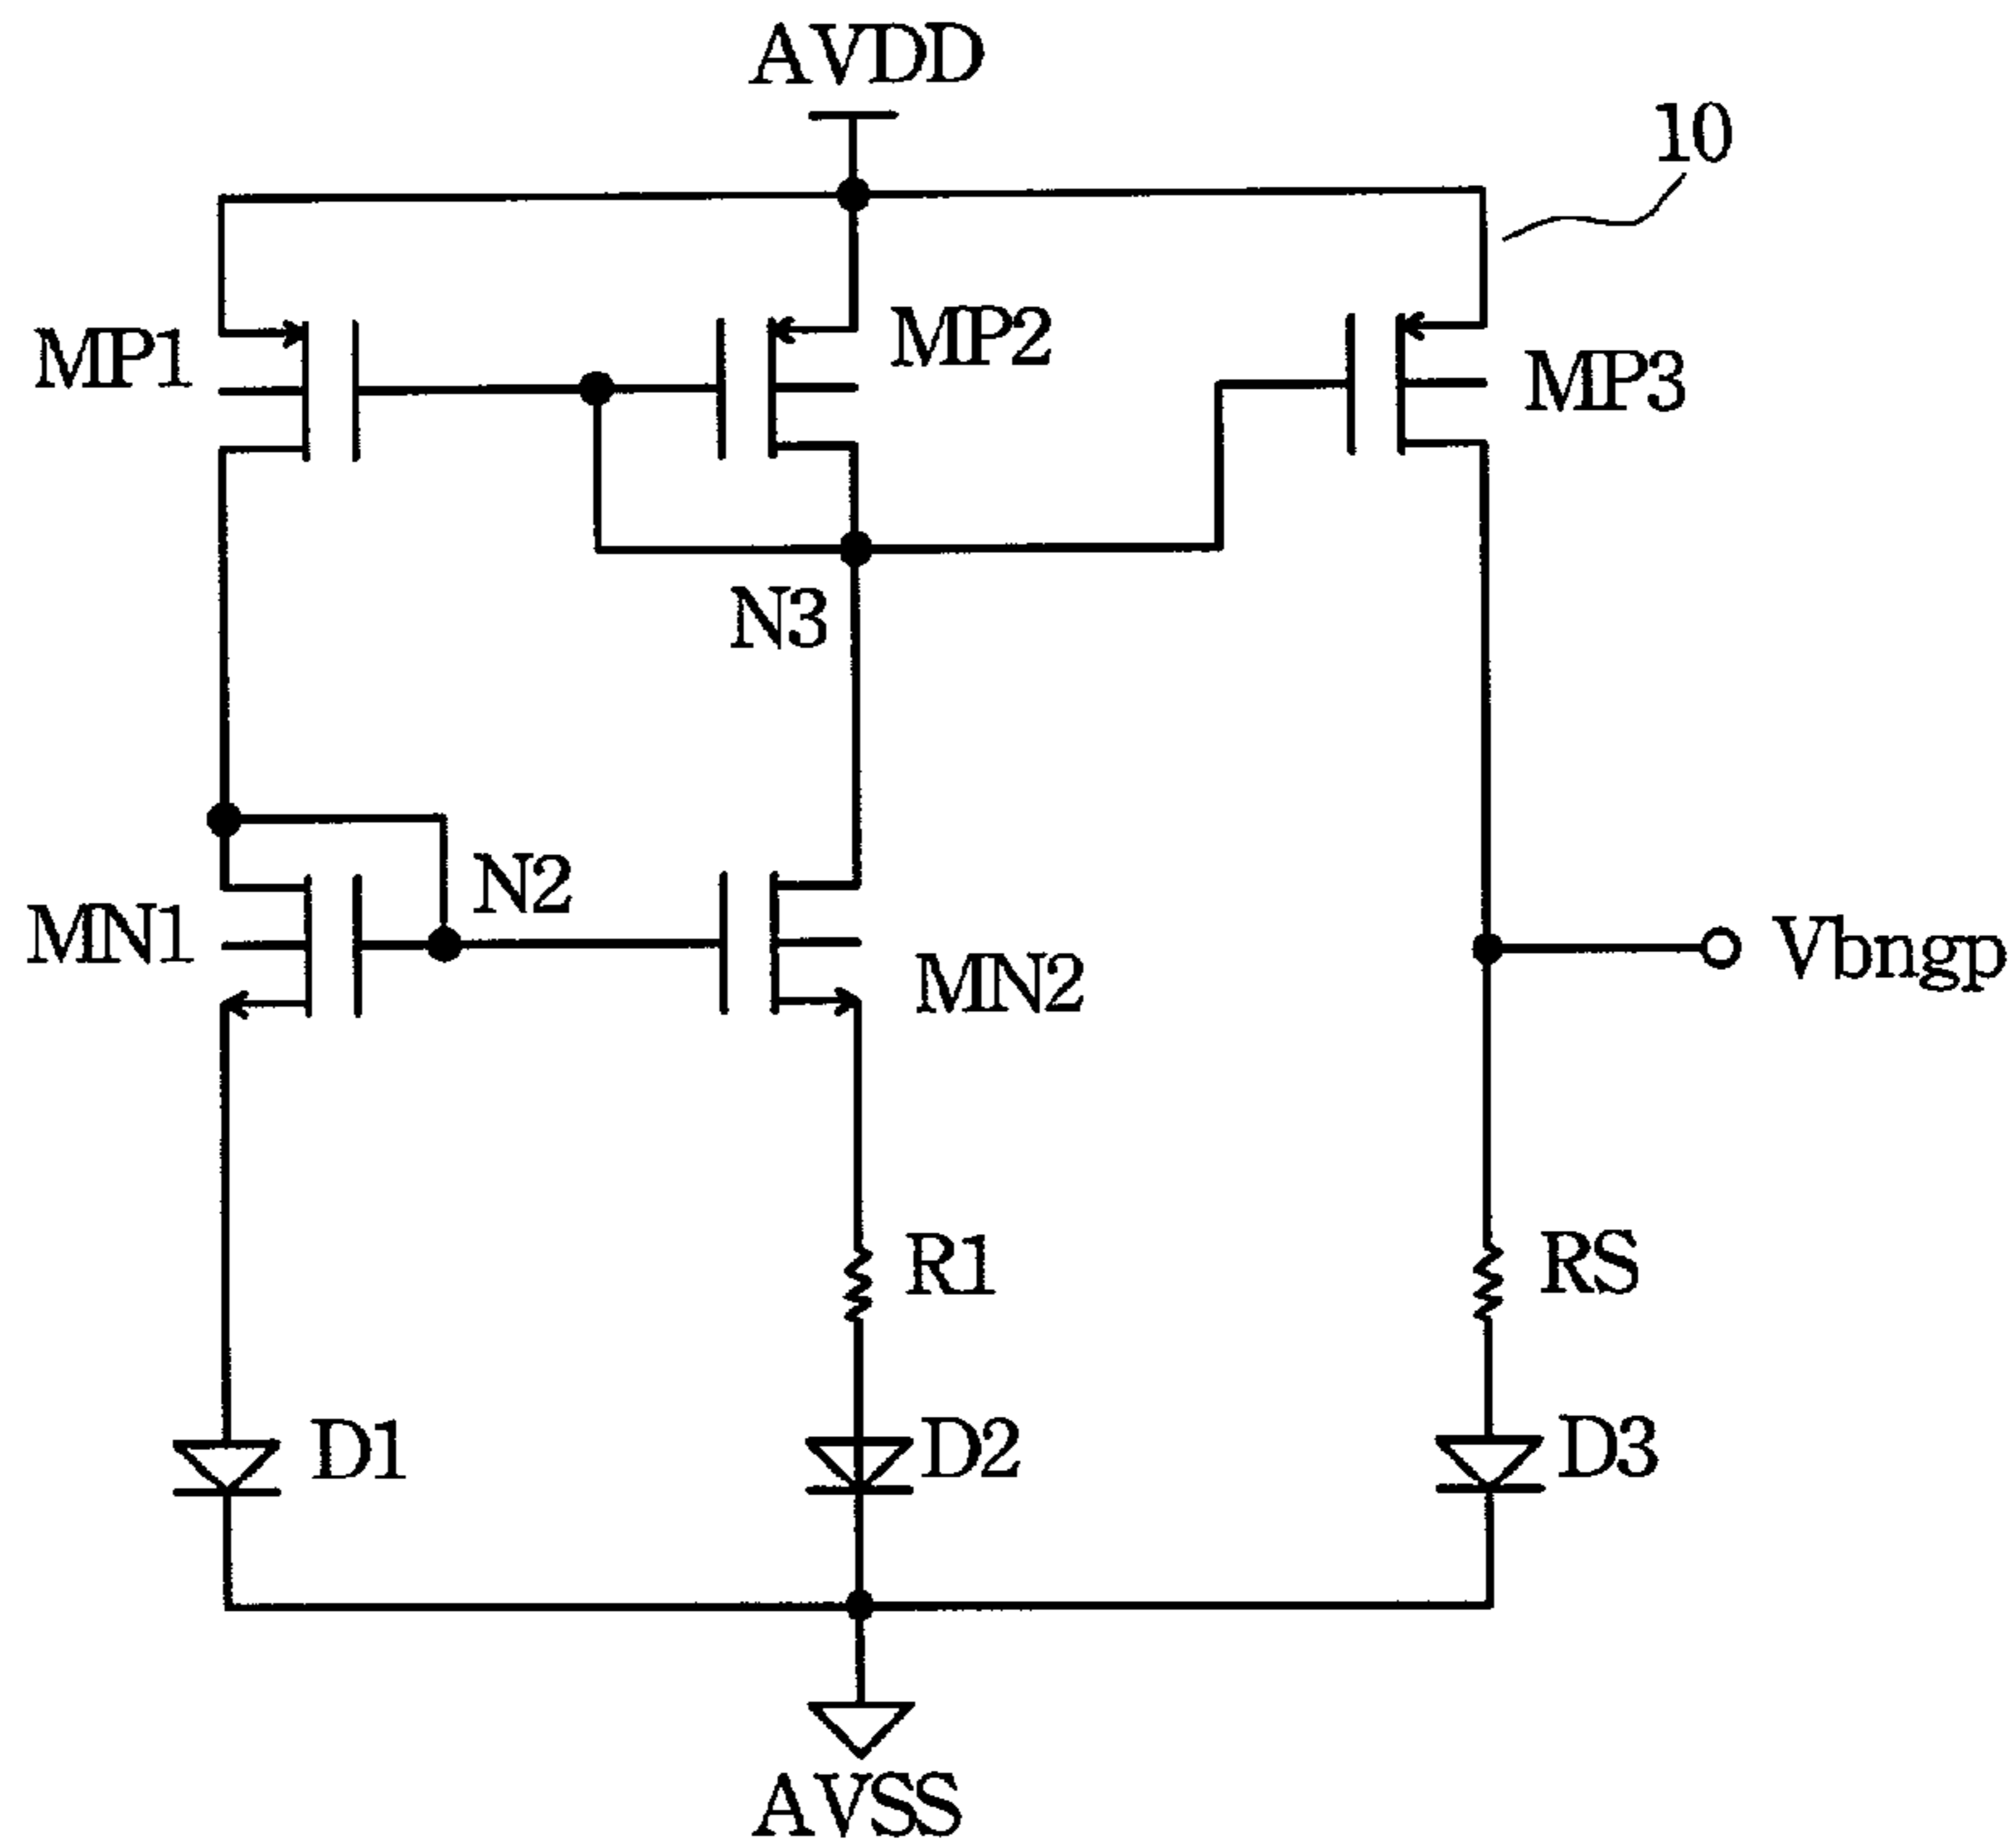 AVDD
10
MP1
MP2
MP3
N3
N2
MN1
MN2
Vbngp
R1
RS
D1
D2
D3
AVSS